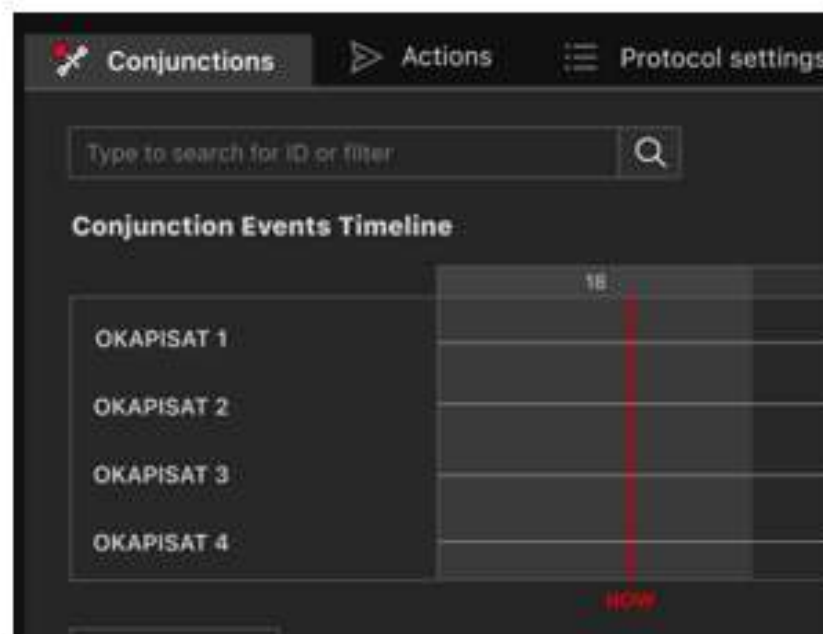 Conjunctions
Actions
Protocol settings
Type to search for ID or filter
Conjunction Events Timeline
18
OKAPISAT 1
OKAPISAT 2
OKAPISAT 3
OKAPISAT 4
NOW